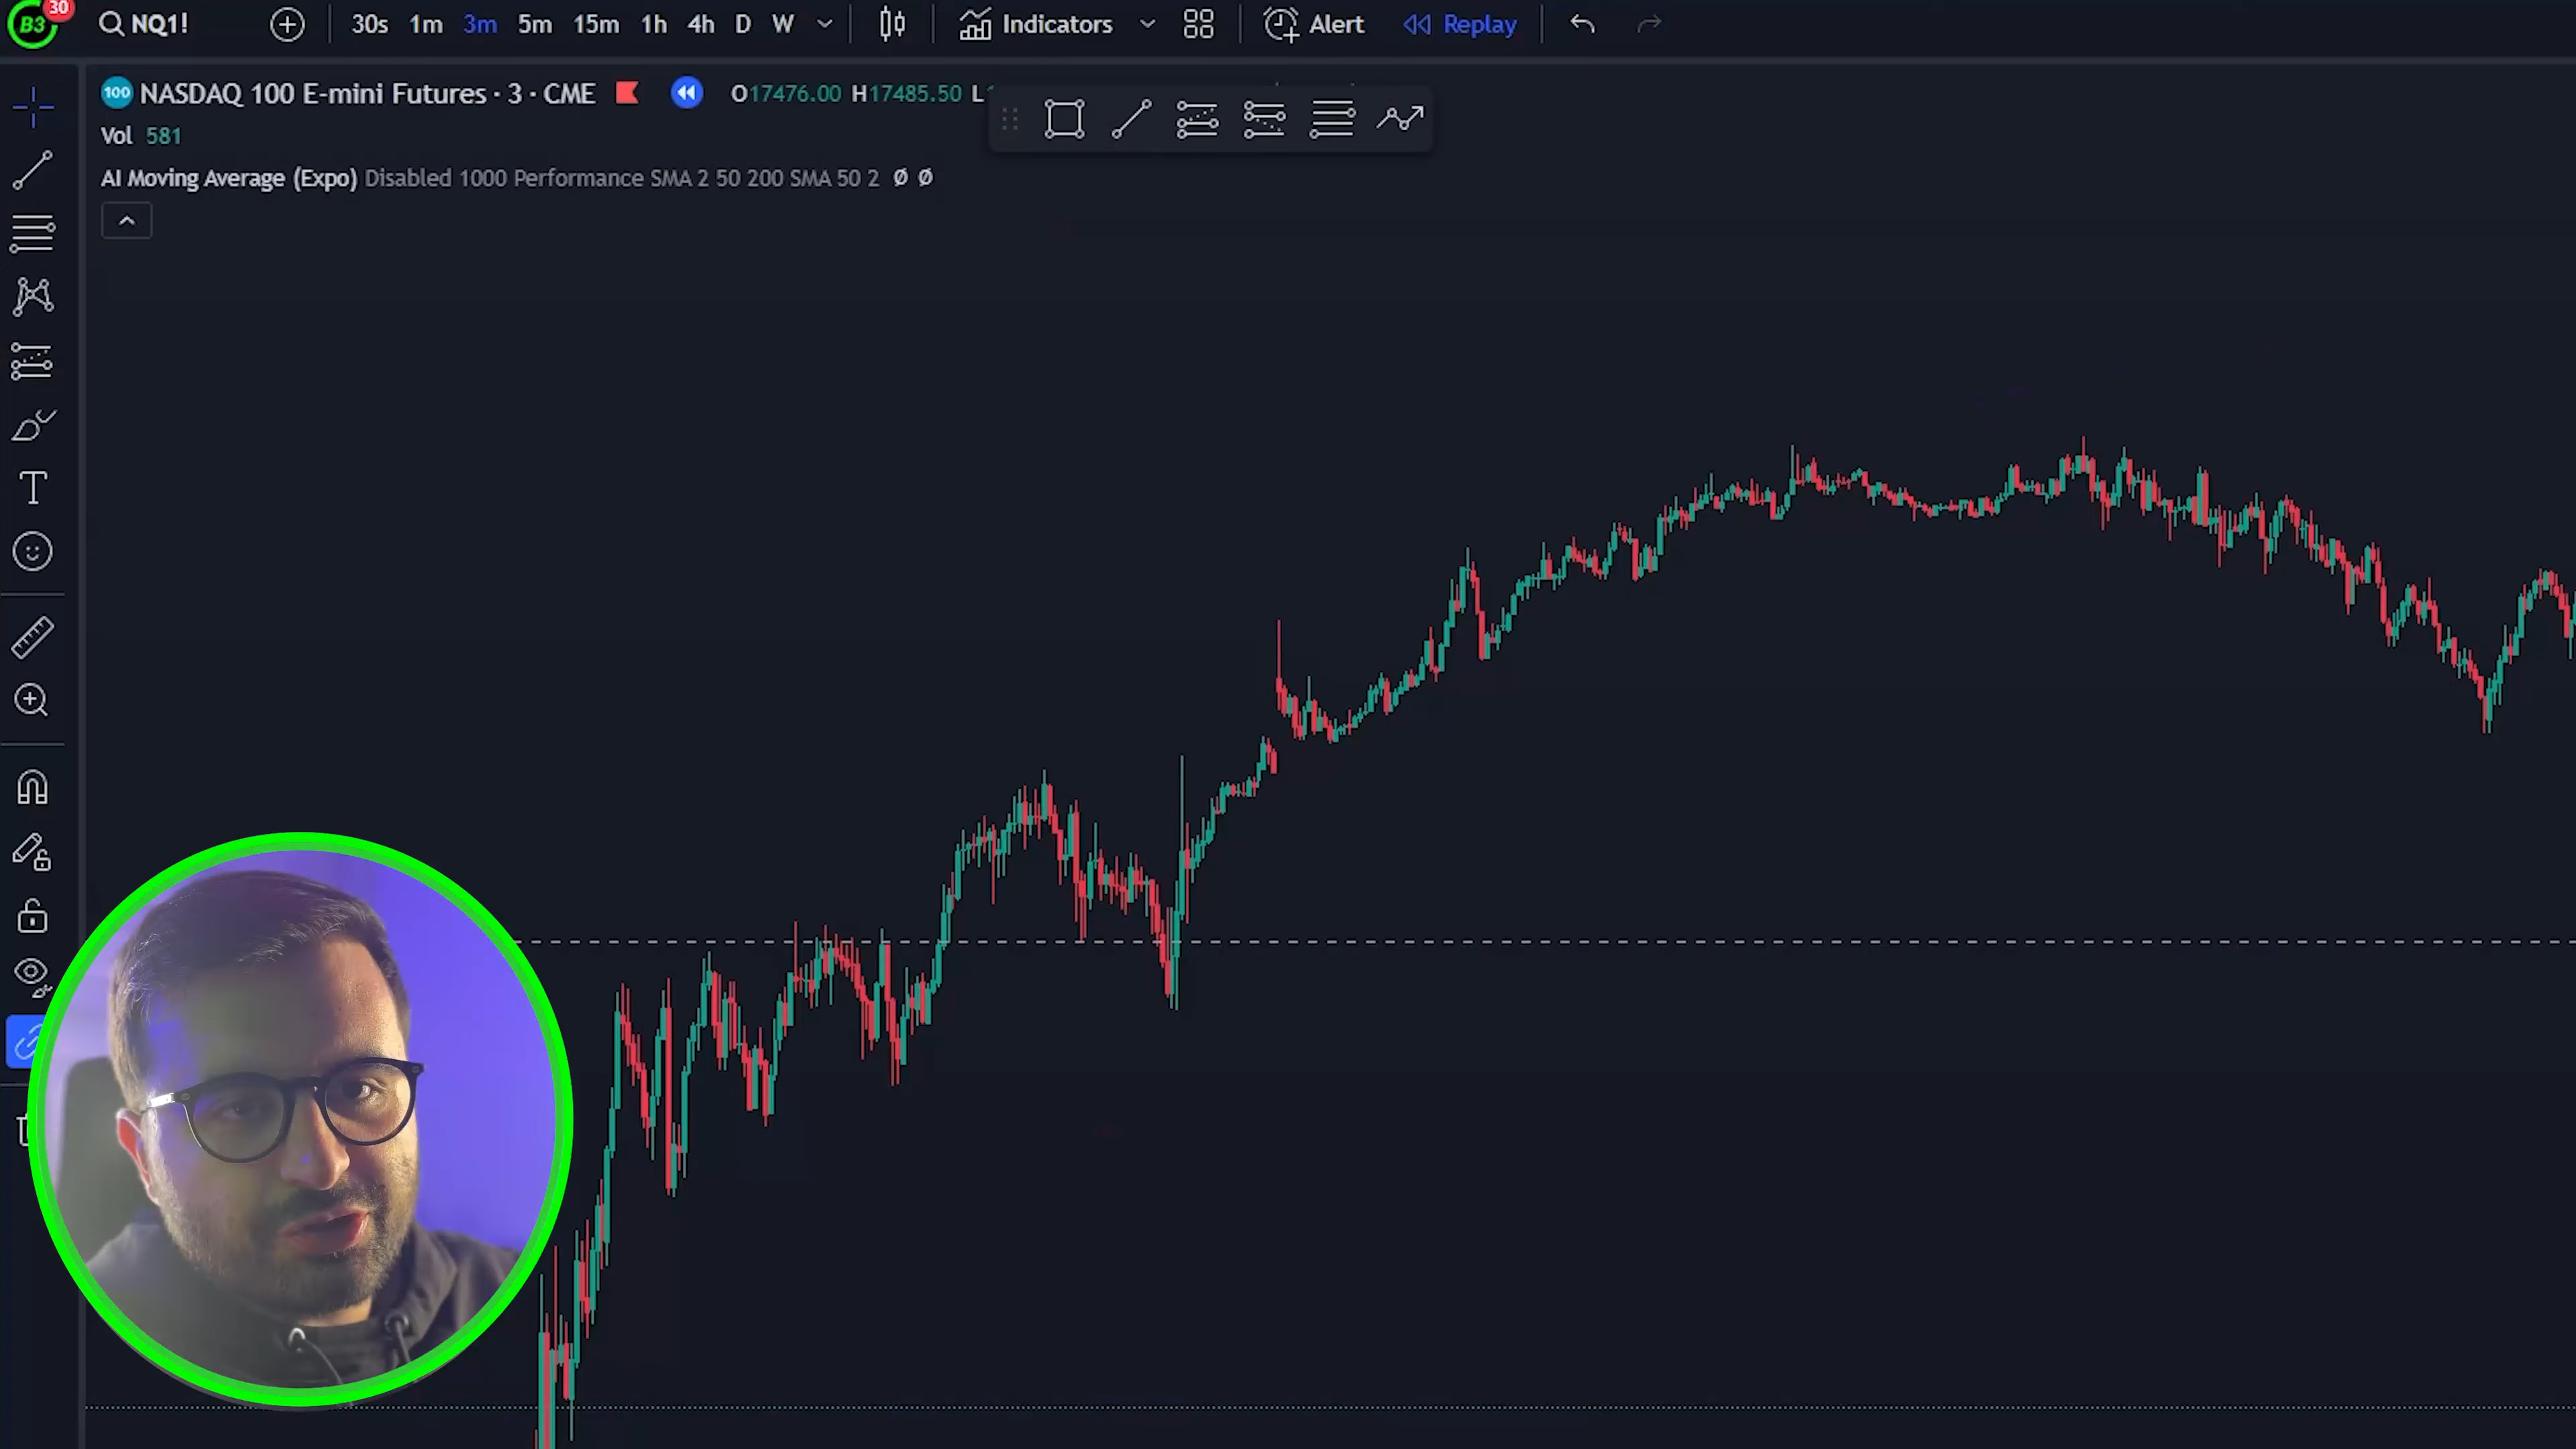 B3 30 NQ1! 30s 1m 3m 5m 15m 1h 4h D W Indicators Alert Replay
100 NASDAQ 100 E-mini Futures · 3 · CME O17476.00 H17485.50 L
Vol 581
AI Moving Average (Expo) Disabled 1000 Performance SMA 2 50 200 SMA 50 2 Ø Ø